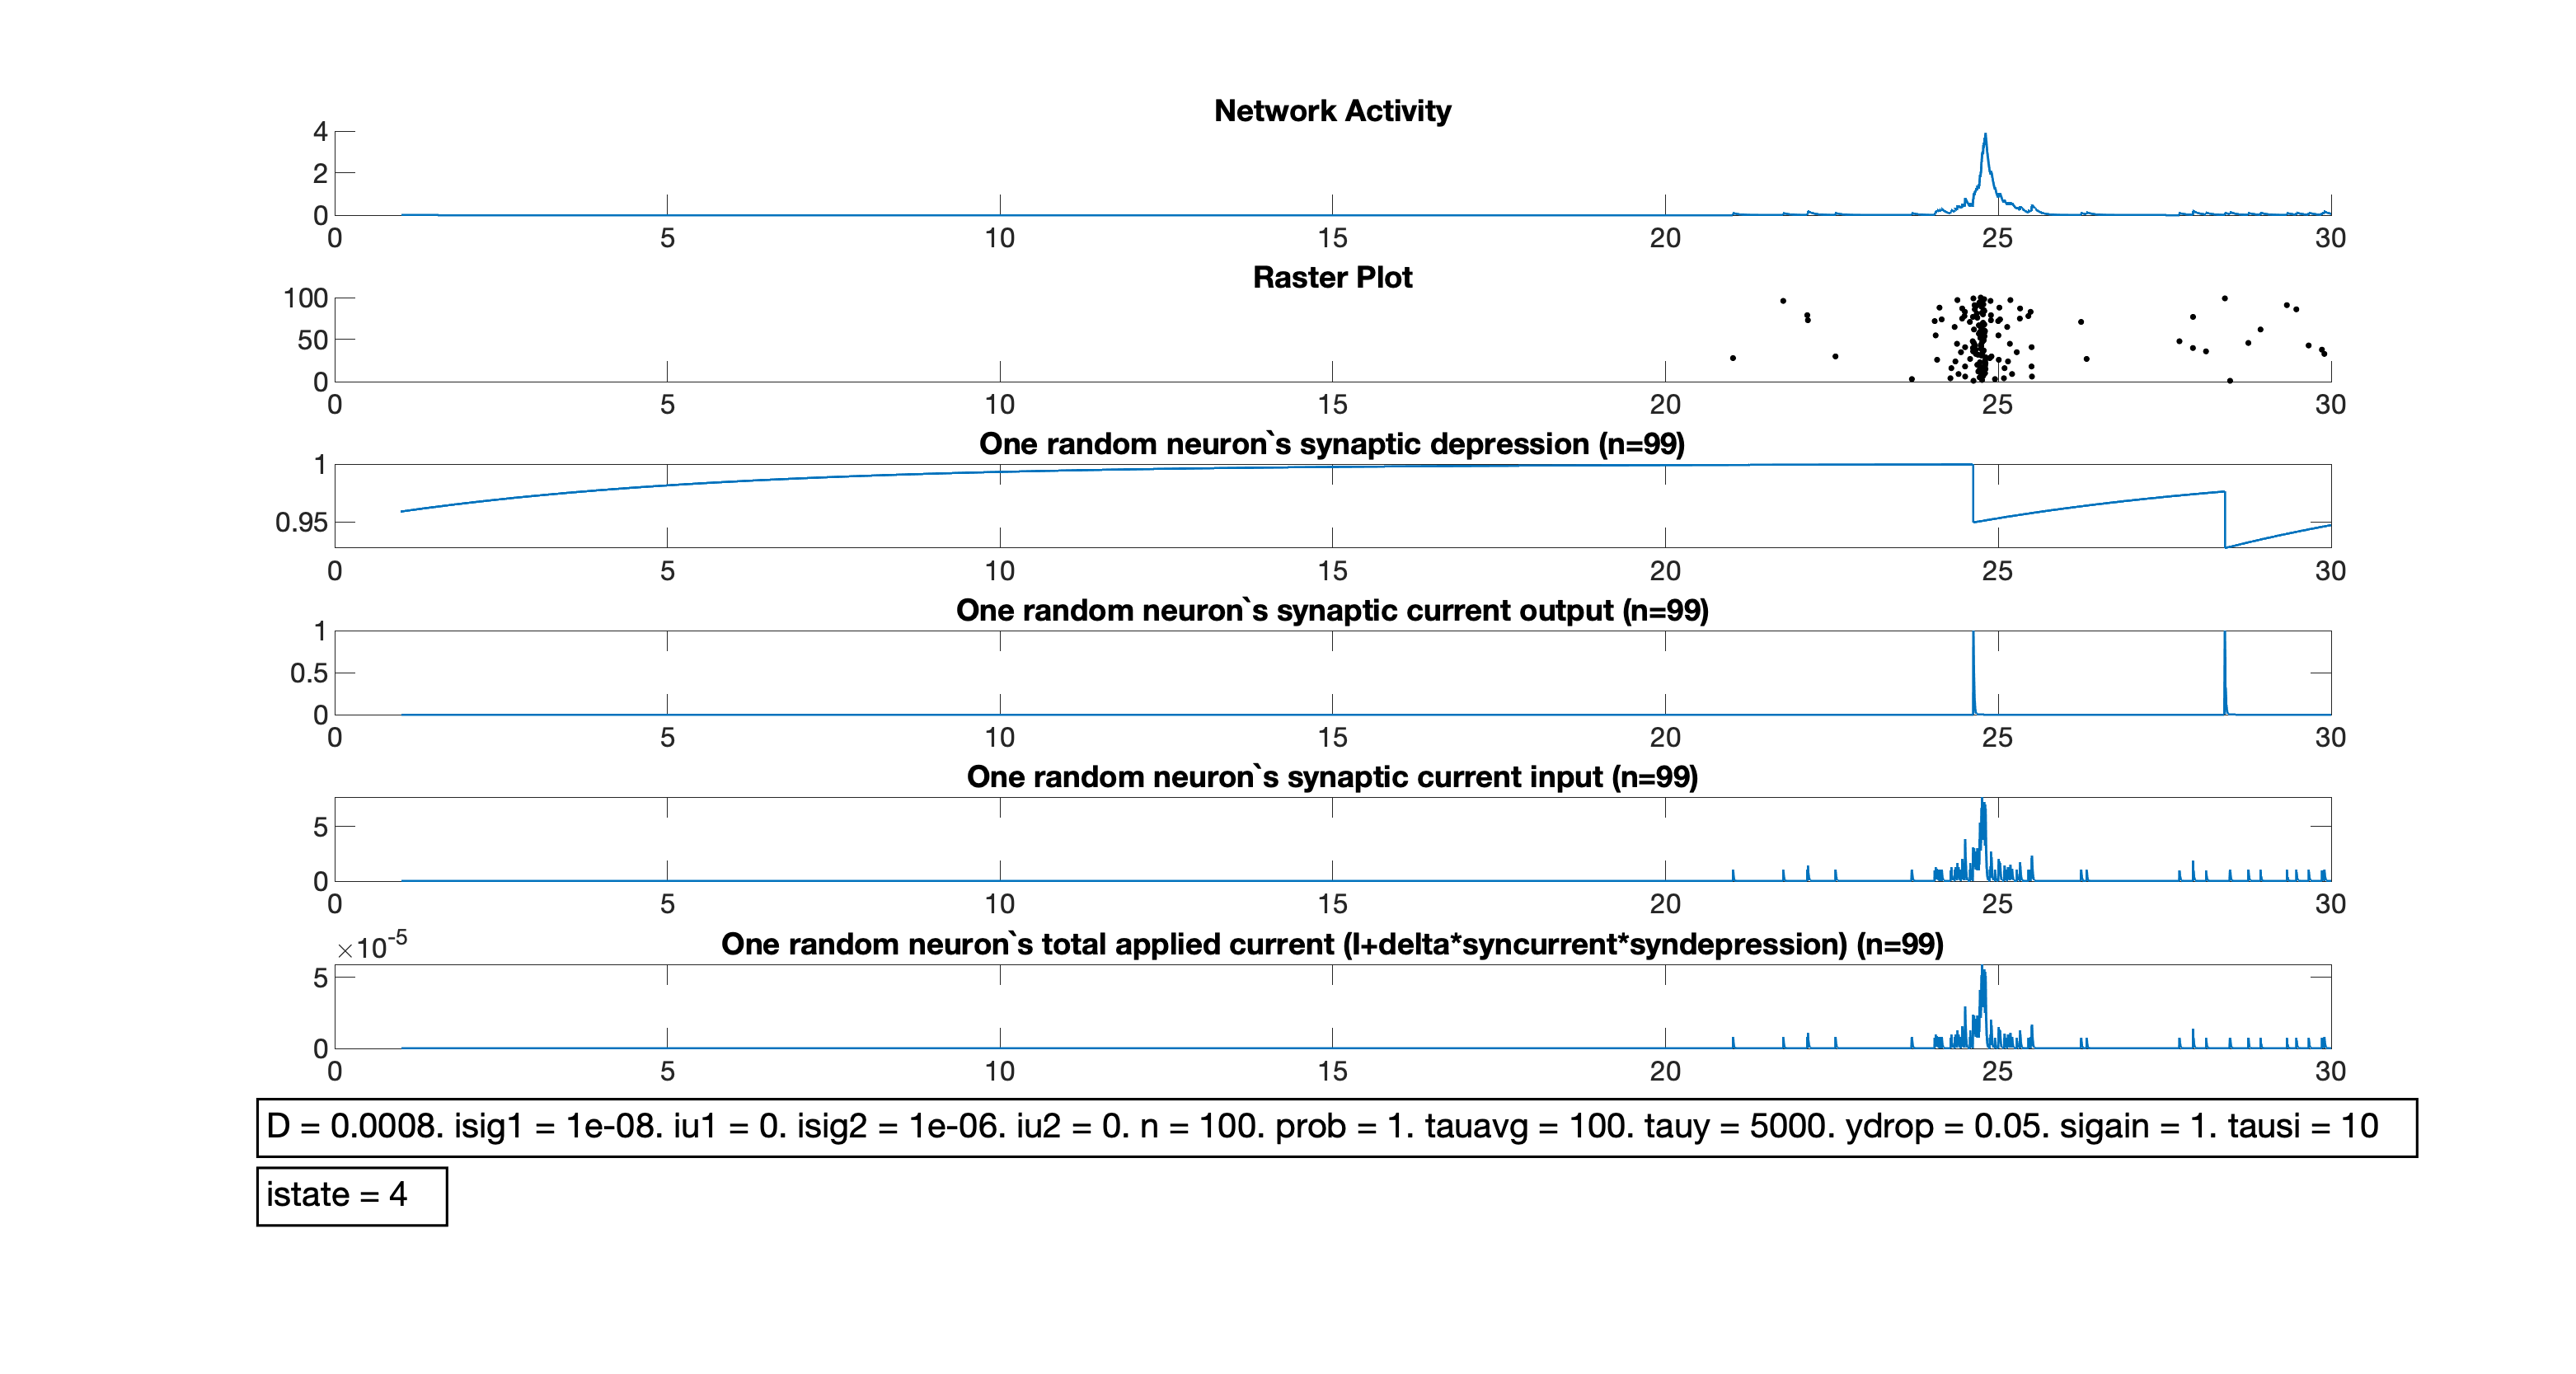 Network Activity
4
2
0
0 5 10 15 20 25 30
Raster Plot
100
50
0
0 5 10 15 20 25 30
One random neuron`s synaptic depression (n=99)
1
0.95
0 5 10 15 20 25 30
One random neuron`s synaptic current output (n=99)
1
0.5
0
0 5 10 15 20 25 30
One random neuron`s synaptic current input (n=99)
5
0
0 5 10 15 20 25 30
×10⁻⁵ One random neuron`s total applied current (I+delta*syncurrent*syndepression) (n=99)
5
0
0 5 10 15 20 25 30
D = 0.0008. isig1 = 1e-08. iu1 = 0. isig2 = 1e-06. iu2 = 0. n = 100. prob = 1. tauavg = 100. tauy = 5000. ydrop = 0.05. sigain = 1. tausi = 10
istate = 4